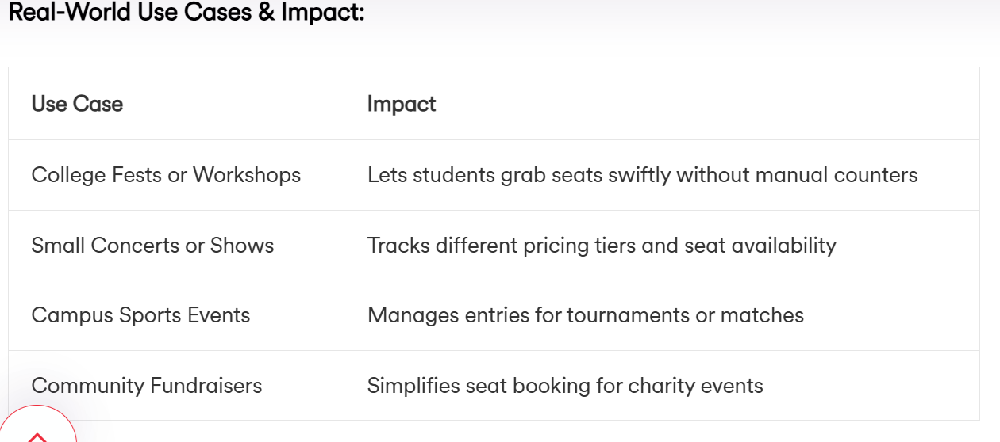 Real-World Use Cases & Impact:
Use Case
Impact
College Fests or Workshops
Lets students grab seats swiftly without manual counters
Small Concerts or Shows
Tracks different pricing tiers and seat availability
Campus Sports Events
Manages entries for tournaments or matches
Community Fundraisers
Simplifies seat booking for charity events